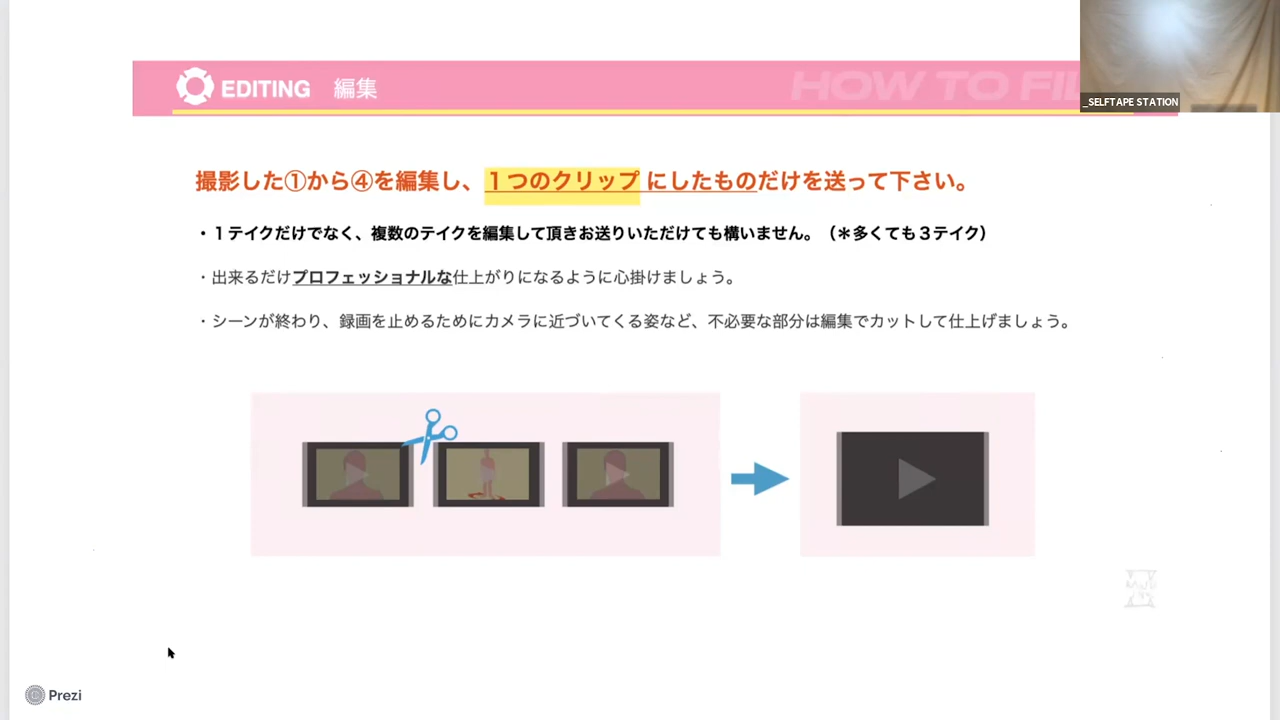 EDITING 編集
HOW TO FIL
_SELFTAPE STATION
撮影した①から④を編集し、１つのクリップ にしたものだけを送って下さい。
・１テイクだけでなく、複数のテイクを編集して頂きお送りいただけても構いません。（＊多くても３テイク）
・出来るだけプロフェッショナルな仕上がりになるように心掛けましょう。
・シーンが終わり、録画を止めるためにカメラに近づいてくる姿など、不必要な部分は編集でカットして仕上げましょう。
Prezi